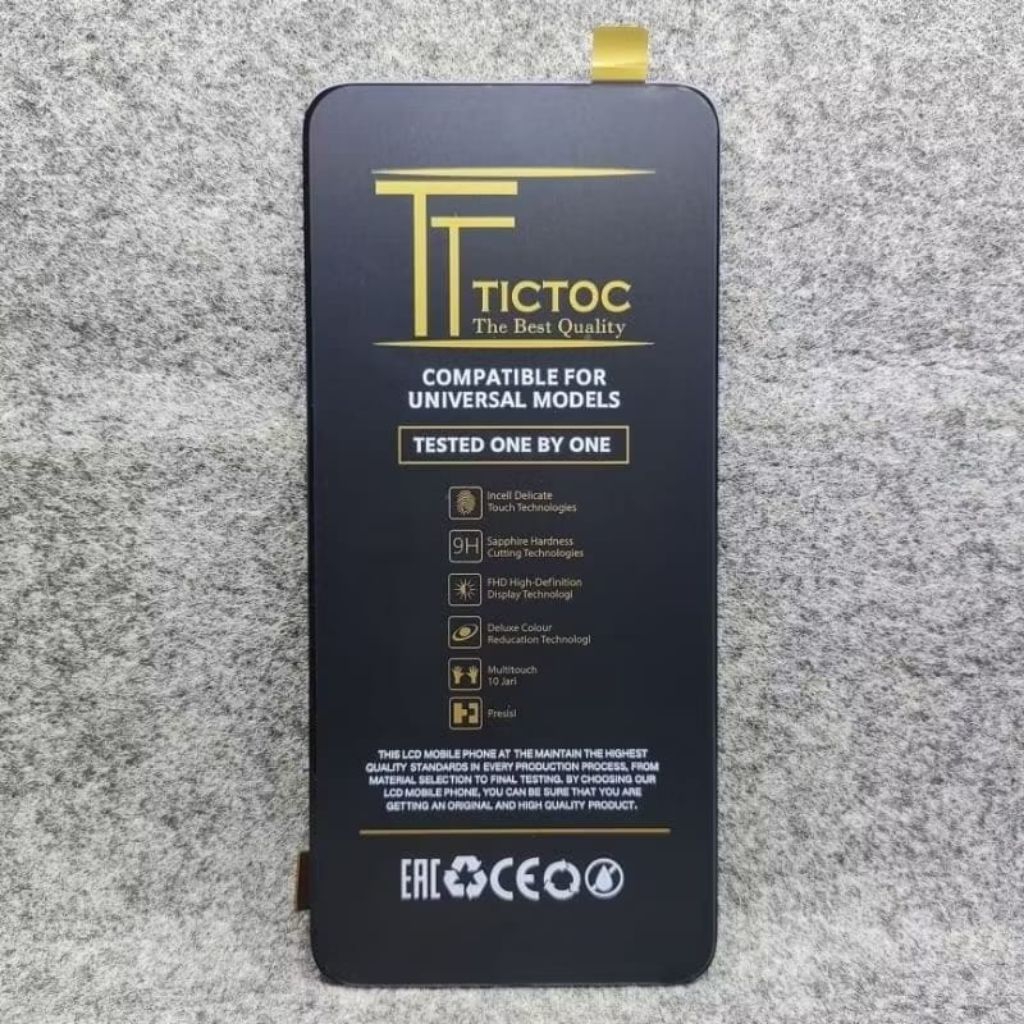 TT
TICTOC
The Best Quality
COMPATIBLE FOR
UNIVERSAL MODELS
TESTED ONE BY ONE
Incell Delicate
Touch Technologies
9H
Sapphire Hardness
Cutting Technologies
FHD High-Definition
Display Technologi
Deluxe Colour
Reducation Technologi
Multitouch
10 Jari
Presisi
THIS LCD MOBILE PHONE AT THE MAINTAIN THE HIGHEST
QUALITY STANDARDS IN EVERY PRODUCTION PROCESS, FROM
MATERIAL SELECTION TO FINAL TESTING. BY CHOOSING OUR
LCD MOBILE PHONE, YOU CAN BE SURE THAT YOU ARE
GETTING AN ORIGINAL AND HIGH QUALITY PRODUCT.
EAC CE